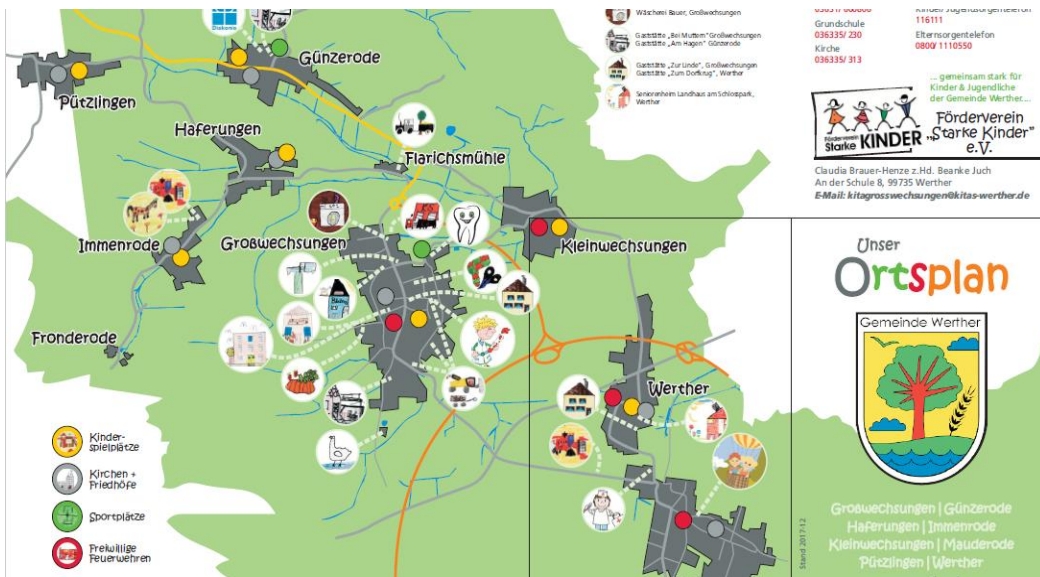 Diakonie
Günzerode
Pützlingen
Haferungen
Flarichsmühle
Immenrode
Großwechsungen
Kleinwechsungen
Fronderode
Werther
Kinder-
spielplätze
Kirchen +
Friedhöfe
Sportplätze
Freiwillige
Feuerwehren
Wäscherei Bauer, Großwechsungen
Gaststätte „Bei Muttern“ Großwechsungen
Gaststätte „Am Hagen“ Günzerode
Gaststätte „Zur Linde“, Großwechsungen
Gaststätte „Zum Dorfkrug“, Werther
Seniorenheim Landhaus am Schlosspark,
Werther
Grundschule
036335/ 230
Kirche
036335/ 313
116111
Elternsorgentelefon
0800/ 1110550
... gemeinsam stark für
Kinder & Jugendliche
der Gemeinde Werther....
Förderverein
Starke KINDER
Förderverein
„Starke Kinder“
e.V.
Claudia Brauer-Henze z.Hd. Beanke Juch
An der Schule 8, 99735 Werther
E-Mail: kitagrosswechsungen@kitas-werther.de
Unser
Ortsplan
Gemeinde Werther
Großwechsungen | Günzerode
Haferungen | Immenrode
Kleinwechsungen | Mauderode
Pützlingen | Werther
Stand 2017-12